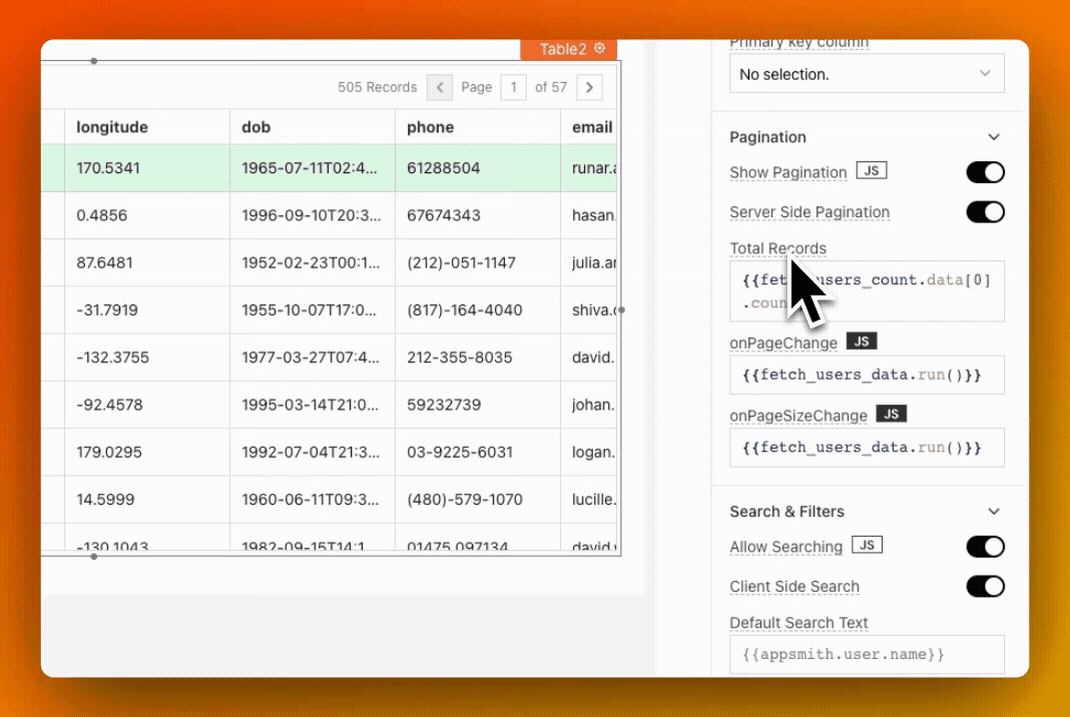 Table2
505 Records Page 1 of 57
longitude dob phone email
170.5341 1965-07-11T02:4... 61288504 runar.a
0.4856 1996-09-10T20:3... 67674343 hasan.
87.6481 1952-02-23T00:1... (212)-051-1147 julia.ar
-31.7919 1955-10-07T17:0... (817)-164-4040 shiva.c
-132.3755 1977-03-27T07:4... 212-355-8035 david.
-92.4578 1995-03-14T21:0... 59232739 johan.
179.0295 1992-07-04T21:3... 03-9225-6031 logan.
14.5999 1960-06-11T09:3... (480)-579-1070 lucille.
-130.1043 1982-09-15T14:1 01475 097134 david.
Primary key column
No selection.
Pagination
Show Pagination JS
Server Side Pagination
Total Records
{{fet users_count.data[0]
.coun
onPageChange JS
{{fetch_users_data.run()}}
onPageSizeChange JS
{{fetch_users_data.run()}}
Search & Filters
Allow Searching JS
Client Side Search
Default Search Text
{{appsmith.user.name}}